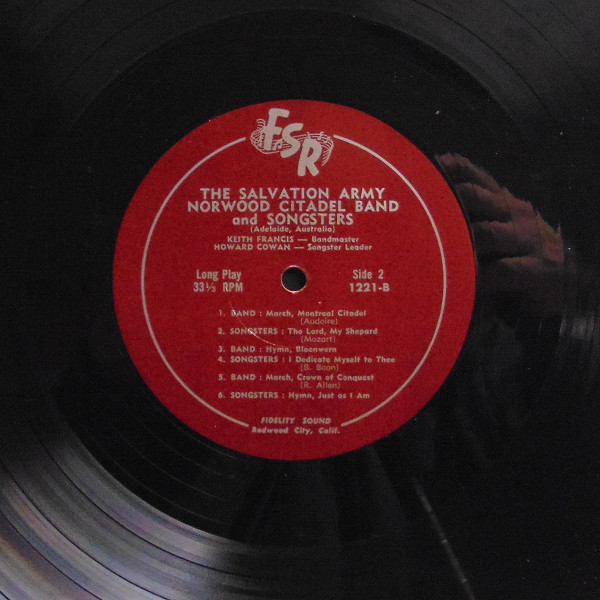 FSR
THE SALVATION ARMY
NORWOOD CITADEL BAND
and SONGSTERS
(Adelaide, Australia)
KEITH FRANCIS — Bandmaster
HOWARD COWAN — Songster Leader
Long Play Side 2
33⅓ RPM 1221-B
1. BAND : March, Montreal Citadel
(Audoire)
2. SONGSTERS : The Lord, My Shepard
(Mozart)
3. BAND : Hymn, Blaenwern
4. SONGSTERS : I Dedicate Myself to Thee
(B. Boon)
5. BAND : March, Crown of Conquest
(R. Allen)
6. SONGSTERS : Hymn, Just as I Am
FIDELITY SOUND
Redwood City, Calif.